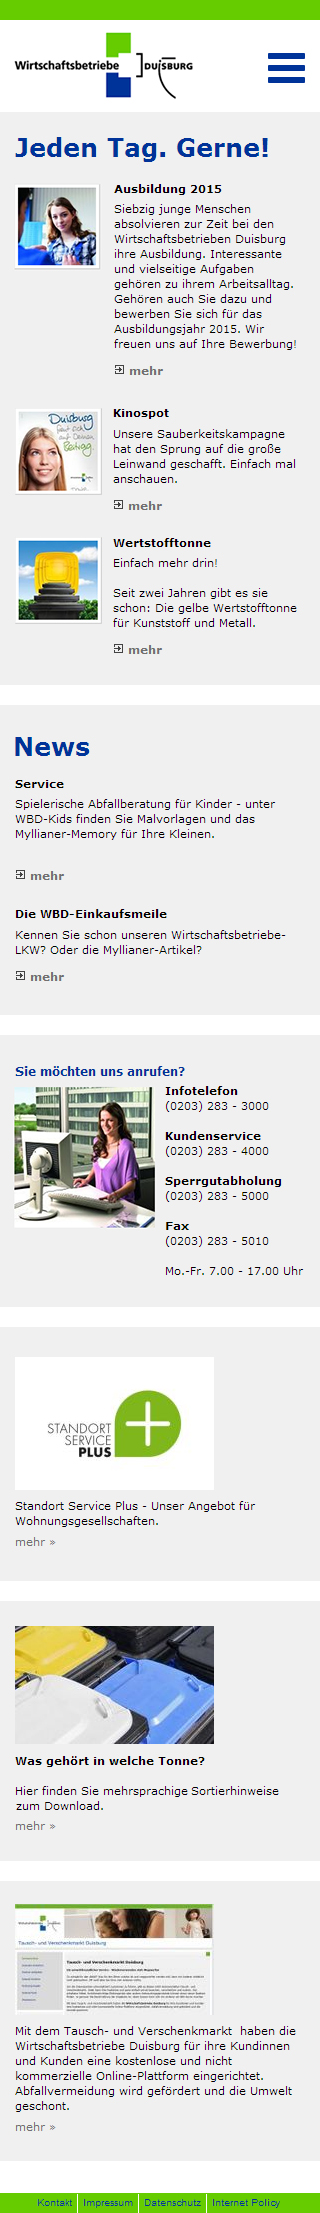 Wirtschaftsbetriebe DUISBURG
Jeden Tag. Gerne!
Ausbildung 2015
Siebzig junge Menschen
absolvieren zur Zeit bei den
Wirtschaftsbetrieben Duisburg
ihre Ausbildung. Interessante
und vielseitige Aufgaben
gehören zu ihrem Arbeitsalltag.
Gehören auch Sie dazu und
bewerben Sie sich für das
Ausbildungsjahr 2015. Wir
freuen uns auf Ihre Bewerbung!
mehr
Duisburg
freut sich
auf Deinen
Beitrag
Kinospot
Unsere Sauberkeitskampagne
hat den Sprung auf die große
Leinwand geschafft. Einfach mal
anschauen.
mehr
Wertstofftonne
Einfach mehr drin!
Seit zwei Jahren gibt es sie
schon: Die gelbe Wertstofftonne
für Kunststoff und Metall.
mehr
News
Service
Spielerische Abfallberatung für Kinder - unter
WBD-Kids finden Sie Malvorlagen und das
Myllianer-Memory für Ihre Kleinen.
mehr
Die WBD-Einkaufsmeile
Kennen Sie schon unseren Wirtschaftsbetriebe-
LKW? Oder die Myllianer-Artikel?
mehr
Sie möchten uns anrufen?
Infotelefon
(0203) 283 - 3000
Kundenservice
(0203) 283 - 4000
Sperrgutabholung
(0203) 283 - 5000
Fax
(0203) 283 - 5010
Mo.-Fr. 7.00 - 17.00 Uhr
STANDORT
SERVICE
PLUS
Standort Service Plus - Unser Angebot für
Wohnungsgesellschaften.
mehr »
Was gehört in welche Tonne?
Hier finden Sie mehrsprachige Sortierhinweise
zum Download.
mehr »
Tausch- und Verschenkmarkt Duisburg
Tausch- und Verschenkmarkt Duisburg
Mit dem Tausch- und Verschenkmarkt haben die
Wirtschaftsbetriebe Duisburg für ihre Kundinnen
und Kunden eine kostenlose und nicht
kommerzielle Online-Plattform eingerichtet.
Abfallvermeidung wird gefördert und die Umwelt
geschont.
mehr »
Kontakt | Impressum | Datenschutz | Internet Policy